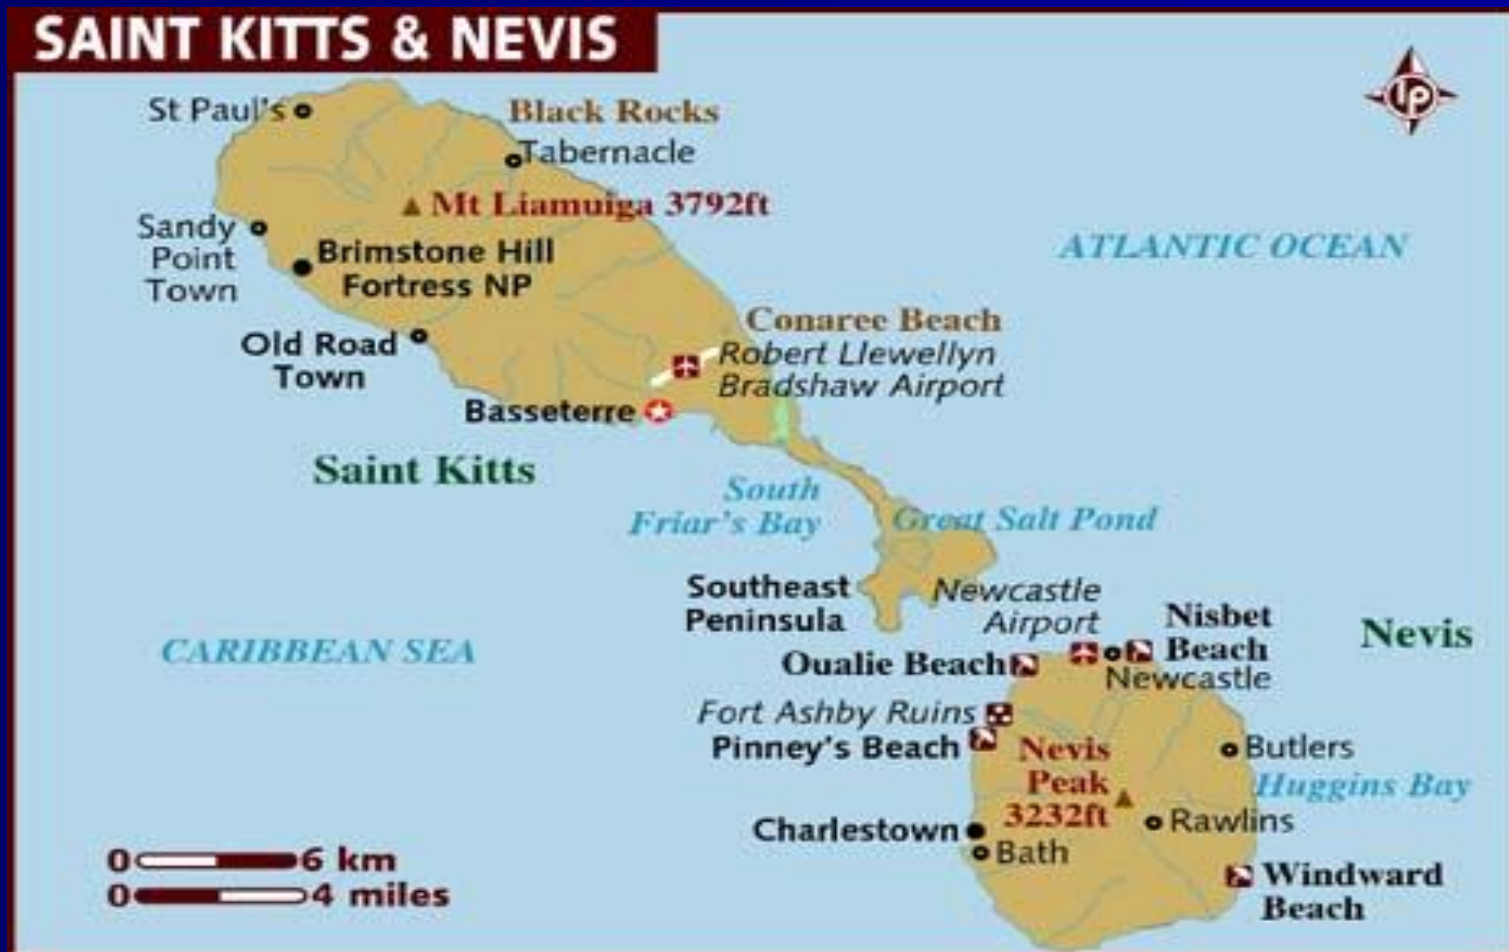 SAINT KITTS & NEVIS
LP
St Paul's
Black Rocks
Tabernacle
Mt Liamuiga 3792ft
Sandy
Point
Town
Brimstone Hill
Fortress NP
ATLANTIC OCEAN
Old Road
Town
Conaree Beach
Robert Llewellyn
Bradshaw Airport
Basseterre
Saint Kitts
South
Friar's Bay
Great Salt Pond
Southeast
Peninsula
Newcastle
Airport
Nisbet
Beach
Nevis
CARIBBEAN SEA
Oualie Beach
Newcastle
Fort Ashby Ruins
Pinney's Beach
Nevis
Peak
3232ft
Butlers
Huggins Bay
Rawlins
Charlestown
Bath
Windward
Beach
0 6 km
0 4 miles